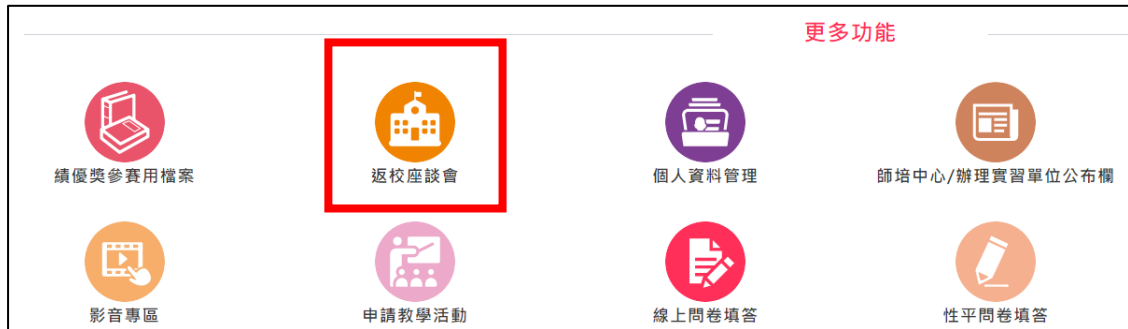 更多功能
績優獎參賽用檔案
返校座談會
個人資料管理
師培中心/辦理實習單位公布欄
影音專區
申請教學活動
線上問卷填答
性平問卷填答